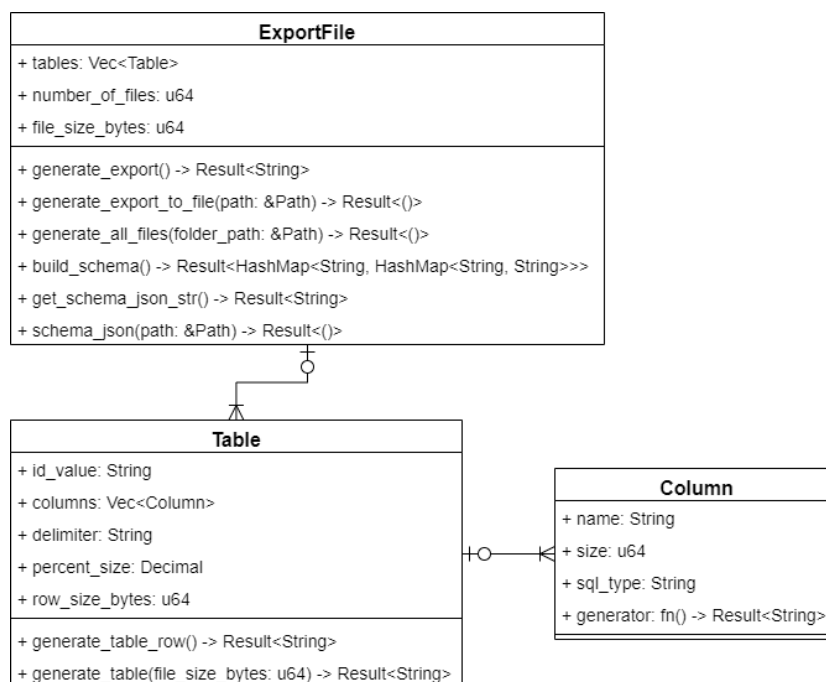 ExportFile
+ tables: Vec<Table>
+ number_of_files: u64
+ file_size_bytes: u64
+ generate_export() -> Result<String>
+ generate_export_to_file(path: &Path) -> Result<()>
+ generate_all_files(folder_path: &Path) -> Result<()>
+ build_schema() -> Result<HashMap<String, HashMap<String, String>>>
+ get_schema_json_str() -> Result<String>
+ schema_json(path: &Path) -> Result<()>
Table
+ id_value: String
+ columns: Vec<Column>
+ delimiter: String
+ percent_size: Decimal
+ row_size_bytes: u64
+ generate_table_row() -> Result<String>
+ generate_table(file_size_bytes: u64) -> Result<String>
Column
+ name: String
+ size: u64
+ sql_type: String
+ generator: fn() -> Result<String>